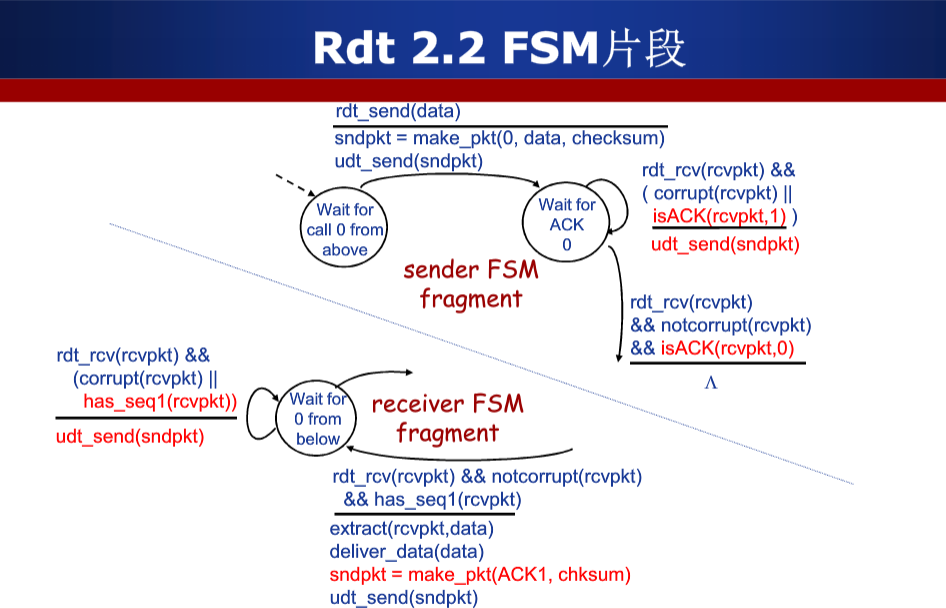 Rdt 2.2 FSM片段
rdt_send(data)
sndpkt = make_pkt(0, data, checksum)
udt_send(sndpkt)
Wait for
call 0 from
above
Wait for
ACK
0
rdt_rcv(rcvpkt) &&
( corrupt(rcvpkt) ||
isACK(rcvpkt,1) )
udt_send(sndpkt)
sender FSM
fragment
rdt_rcv(rcvpkt)
&& notcorrupt(rcvpkt)
&& isACK(rcvpkt,0)
Λ
rdt_rcv(rcvpkt) &&
(corrupt(rcvpkt) ||
has_seq1(rcvpkt))
udt_send(sndpkt)
Wait for
0 from
below
receiver FSM
fragment
rdt_rcv(rcvpkt) && notcorrupt(rcvpkt)
&& has_seq1(rcvpkt)
extract(rcvpkt,data)
deliver_data(data)
sndpkt = make_pkt(ACK1, chksum)
udt_send(sndpkt)